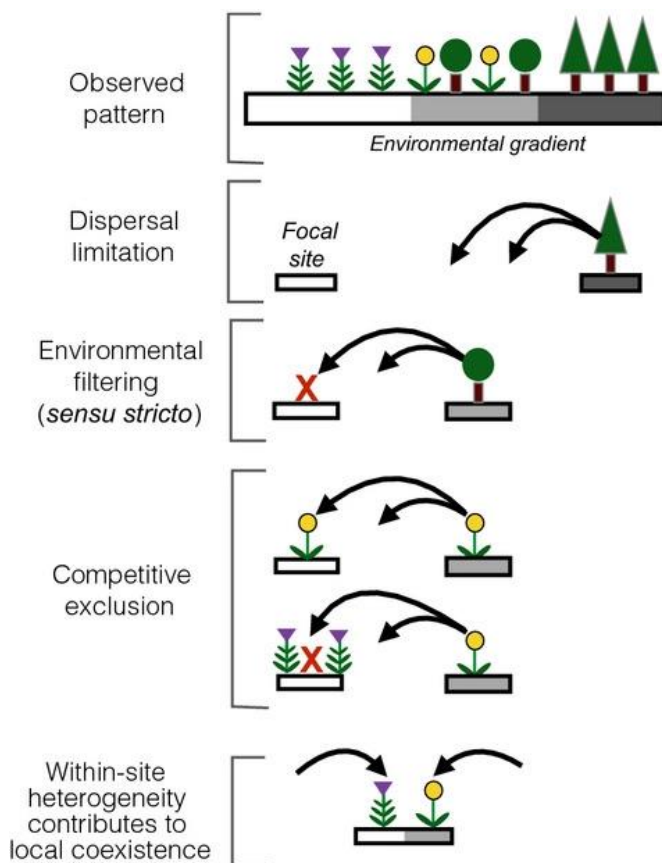 Observed
pattern
Environmental gradient
Dispersal
limitation
Focal
site
Environmental
filtering
(sensu stricto)
X
Competitive
exclusion
X
Within-site
heterogeneity
contributes to
local coexistence